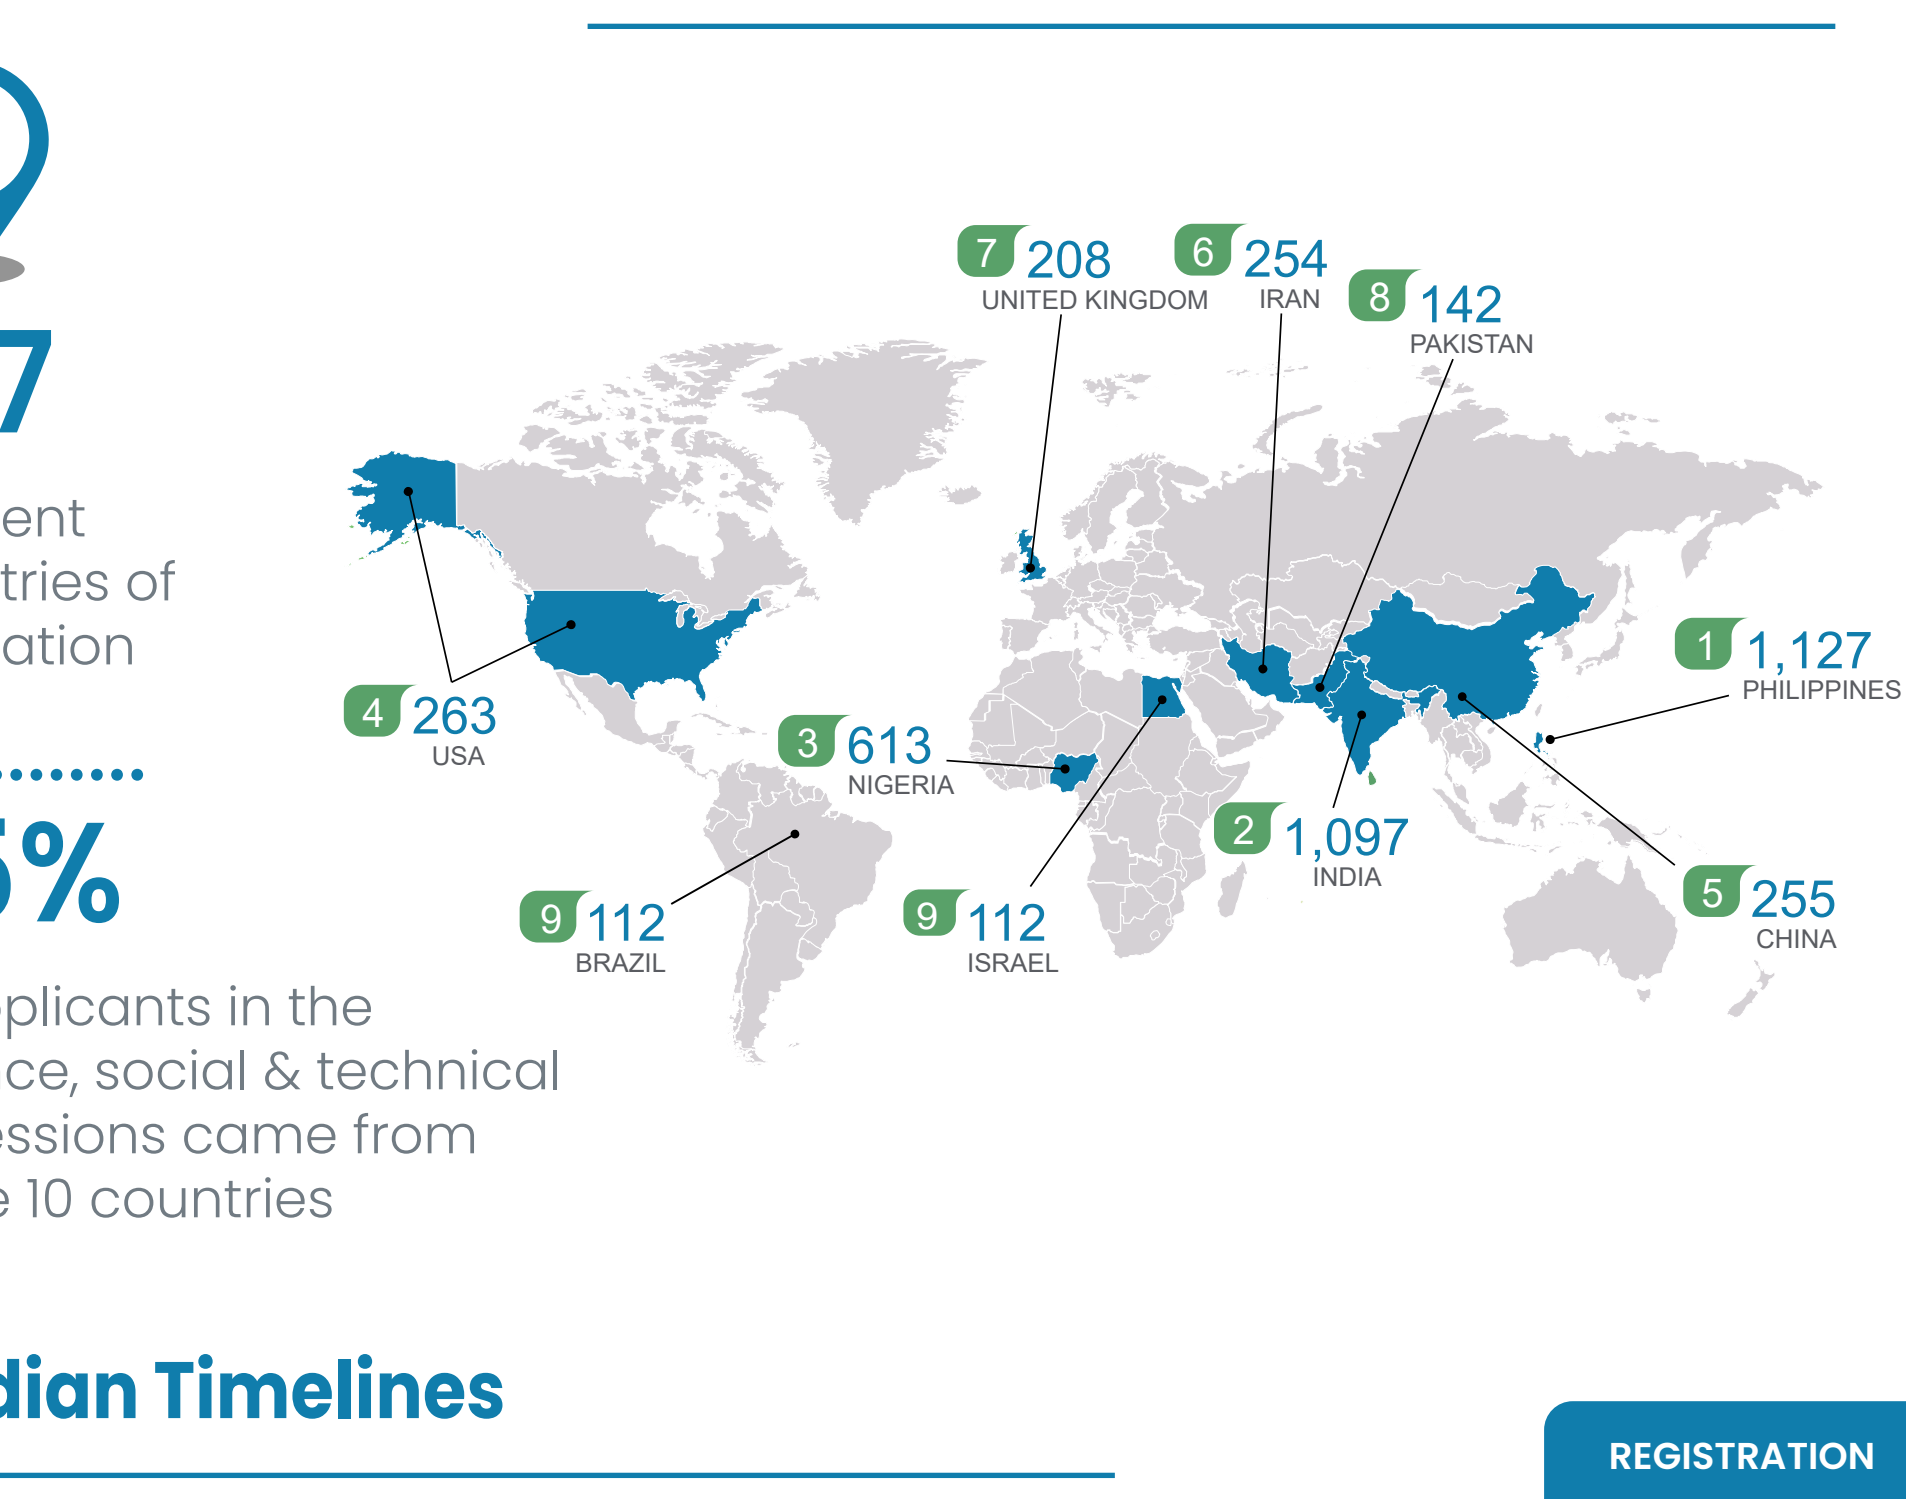 7
ent
tries of
ation
5%
plicants in the
nce, social & technical
essions came from
e 10 countries
7 208
UNITED KINGDOM
6 254
IRAN
8 142
PAKISTAN
1 1,127
PHILIPPINES
4 263
USA
3 613
NIGERIA
2 1,097
INDIA
5 255
CHINA
9 112
BRAZIL
9 112
ISRAEL
dian Timelines
REGISTRATION